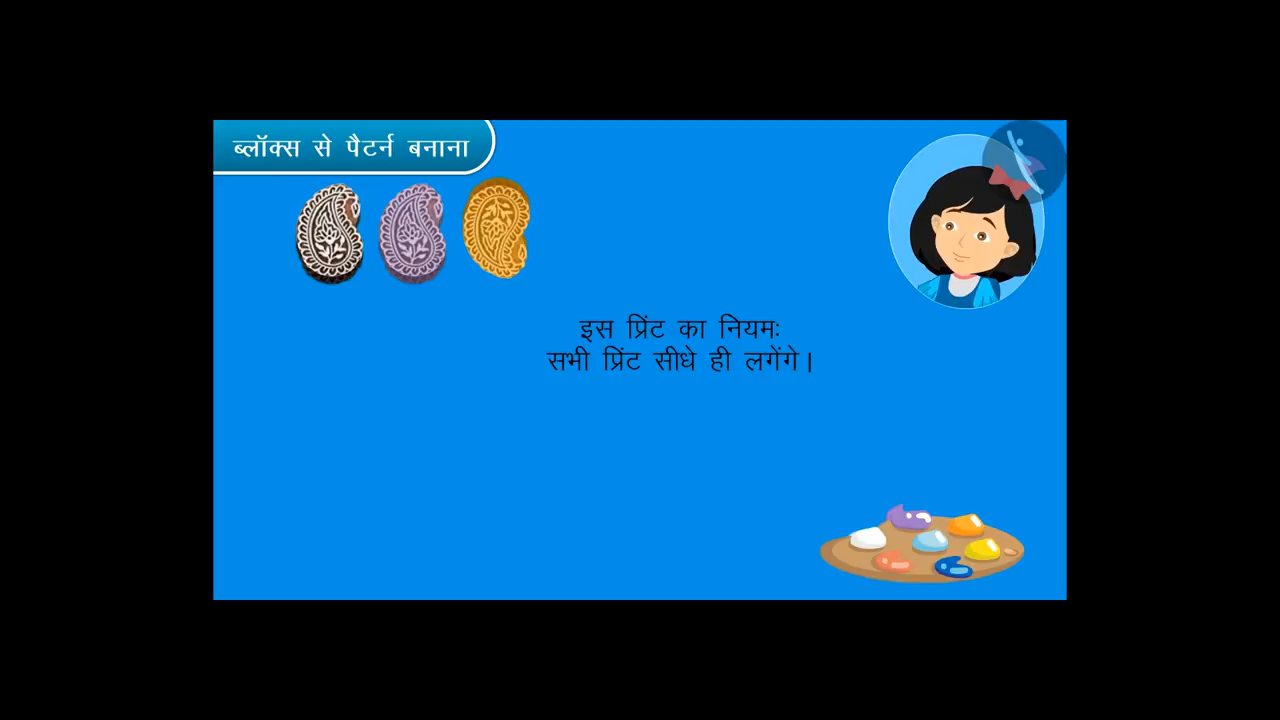 ब्लॉक्स से पैटर्न बनाना
इस प्रिंट का नियमः
सभी प्रिंट सीधे ही लगेंगे।